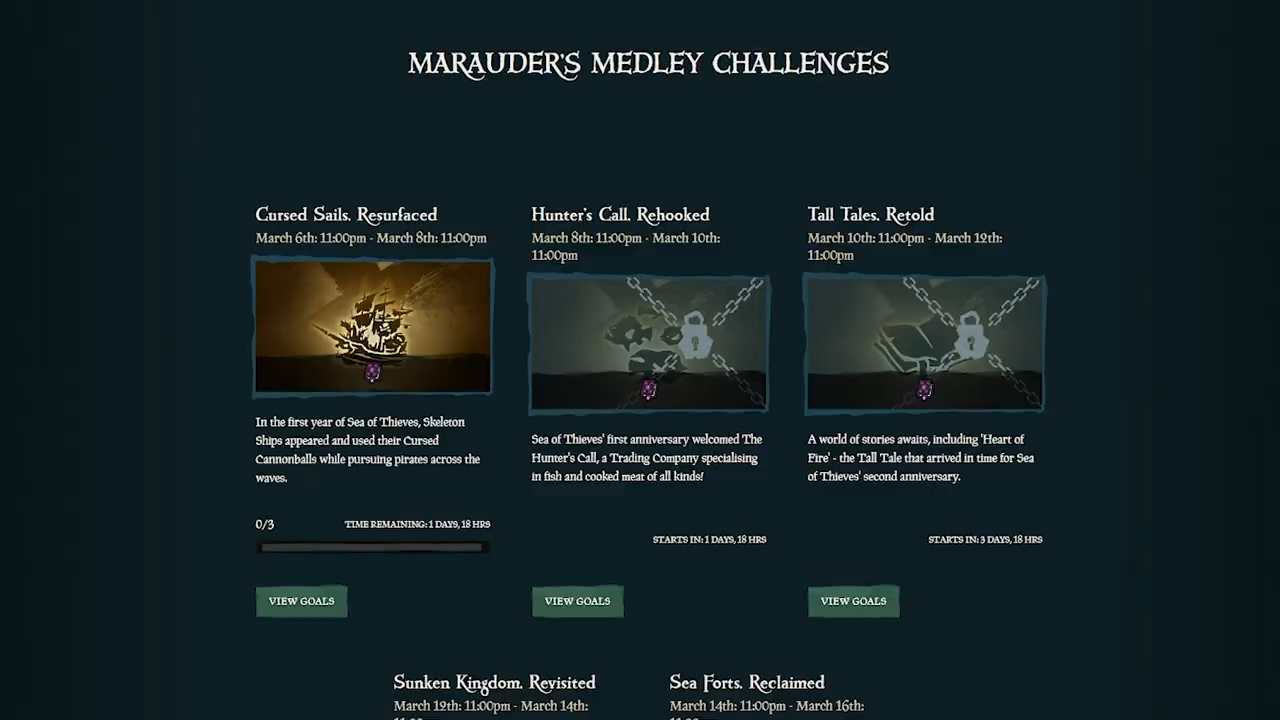 MARAUDER'S MEDLEY CHALLENGES
Cursed Sails, Resurfaced
March 6th: 11:00pm - March 8th: 11:00pm
In the first year of Sea of Thieves, Skeleton
Ships appeared and used their Cursed
Cannonballs while pursuing pirates across the
waves.
0/3
TIME REMAINING: 1 DAYS, 18 HRS
VIEW GOALS
Hunter's Call, Rehooked
March 8th: 11:00pm - March 10th:
11:00pm
Sea of Thieves' first anniversary welcomed The
Hunter's Call, a Trading Company specialising
in fish and cooked meat of all kinds!
STARTS IN: 1 DAYS, 18 HRS
VIEW GOALS
Tall Tales, Retold
March 10th: 11:00pm - March 12th:
11:00pm
A world of stories awaits, including 'Heart of
Fire' - the Tall Tale that arrived in time for Sea
of Thieves' second anniversary.
STARTS IN: 3 DAYS, 18 HRS
VIEW GOALS
Sunken Kingdom, Revisited
March 12th: 11:00pm - March 14th:
Sea Forts, Reclaimed
March 14th: 11:00pm - March 16th: